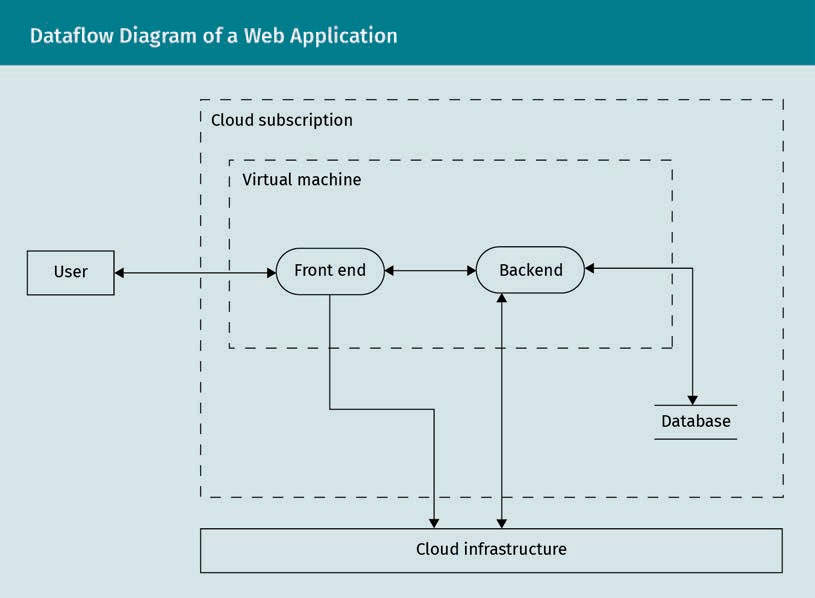 Dataflow Diagram of a Web Application
Cloud subscription
Virtual machine
User
Front end
Backend
Database
Cloud infrastructure